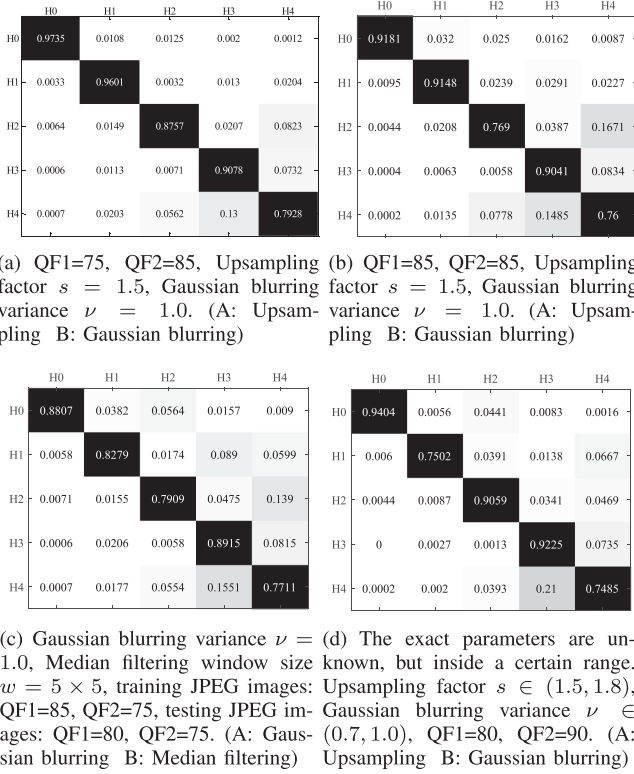 H0 H1 H2 H3 H4
H0 0.9735 0.0108 0.0125 0.002 0.0012
H1 0.0033 0.9601 0.0032 0.013 0.0204
H2 0.0064 0.0149 0.8757 0.0207 0.0823
H3 0.0006 0.0113 0.0071 0.9078 0.0732
H4 0.0007 0.0203 0.0562 0.13 0.7928
(a) QF1=75, QF2=85, Upsampling
factor s = 1.5, Gaussian blurring
variance ν = 1.0. (A: Upsam-
pling B: Gaussian blurring)
H0 H1 H2 H3 H4
H0 0.9181 0.032 0.025 0.0162 0.0087
H1 0.0095 0.9148 0.0239 0.0291 0.0227
H2 0.0044 0.0208 0.769 0.0387 0.1671
H3 0.0004 0.0063 0.0058 0.9041 0.0834
H4 0.0002 0.0135 0.0778 0.1485 0.76
(b) QF1=85, QF2=85, Upsampling
factor s = 1.5, Gaussian blurring
variance ν = 1.0. (A: Upsam-
pling B: Gaussian blurring)
H0 H1 H2 H3 H4
H0 0.8807 0.0382 0.0564 0.0157 0.009
H1 0.0058 0.8279 0.0174 0.089 0.0599
H2 0.0071 0.0155 0.7909 0.0475 0.139
H3 0.0006 0.0206 0.0058 0.8915 0.0815
H4 0.0007 0.0177 0.0554 0.1551 0.7711
(c) Gaussian blurring variance ν =
1.0, Median filtering window size
w = 5 × 5, training JPEG images:
QF1=85, QF2=75, testing JPEG im-
ages: QF1=80, QF2=75. (A: Gaus-
sian blurring B: Median filtering)
H0 H1 H2 H3 H4
H0 0.9404 0.0056 0.0441 0.0083 0.0016
H1 0.006 0.7502 0.0391 0.0138 0.0667
H2 0.0044 0.0087 0.9059 0.0341 0.0469
H3 0 0.0027 0.0013 0.9225 0.0735
H4 0.0002 0.002 0.0393 0.21 0.7485
(d) The exact parameters are un-
known, but inside a certain range.
Upsampling factor s ∈ (1.5, 1.8),
Gaussian blurring variance ν ∈
(0.7, 1.0), QF1=80, QF2=90. (A:
Upsampling B: Gaussian blurring)